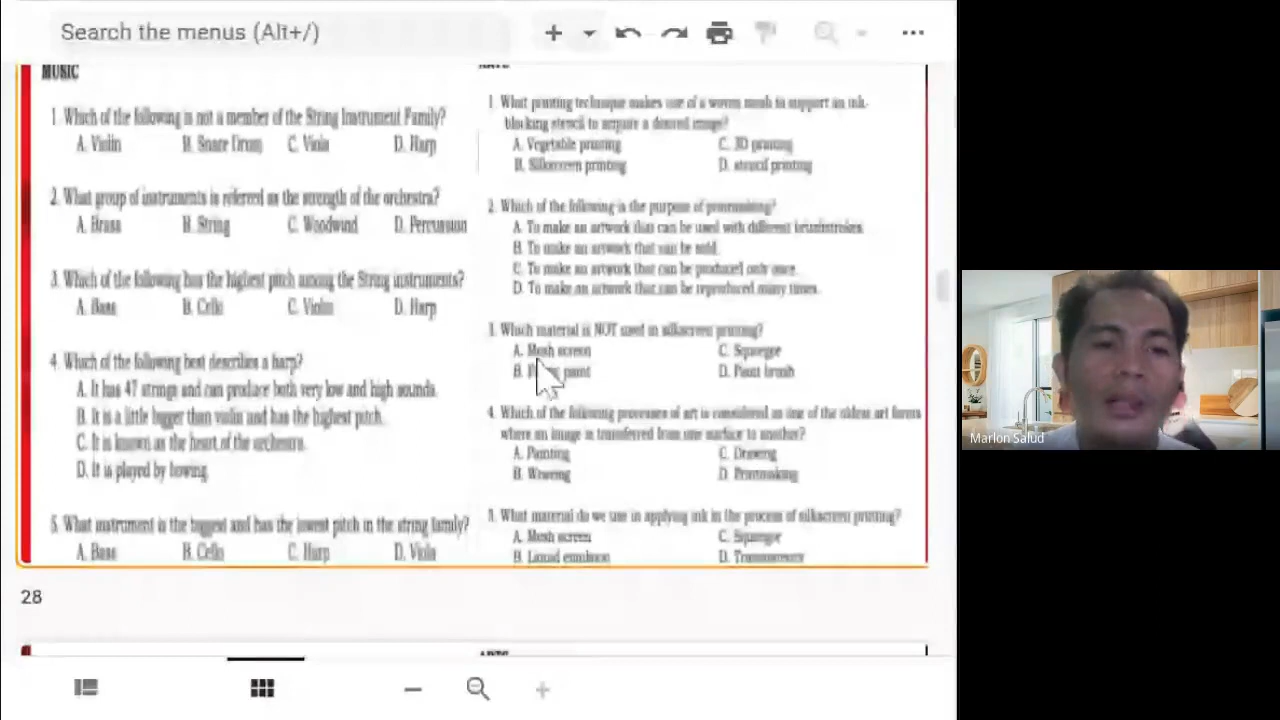 Search the menus (Alt+/)
MUSIC
1. Which of the following is not a member of the String Instrument Family?
A. Violin B. Snare Drum C. Viola D. Harp
2. What group of instruments is referred as the strength of the orchestra?
A. Brass B. String C. Woodwind D. Percussion
3. Which of the following has the highest pitch among the String instruments?
A. Bass B. Cello C. Violin D. Harp
4. Which of the following best describes a harp?
A. It has 47 strings and can produce both very low and high sounds.
B. It is a little bigger than violin and has the highest pitch.
C. It is known as the heart of the orchestra.
D. It is played by bowing.
5. What instrument is the biggest and has the lowest pitch in the string family?
A. Bass B. Cello C. Harp D. Viola
ARTS
1. What printing technique makes use of a woven mesh to support an ink-
blocking stencil to acquire a desired image?
A. Vegetable printing C. 3D printing
B. Silkscreen printing D. stencil printing
2. Which of the following is the purpose of printmaking?
A. To make an artwork that can be used with different brushstrokes.
B. To make an artwork that can be sold.
C. To make an artwork that can be produced only once.
D. To make an artwork that can be reproduced many times.
3. Which material is NOT used in silkscreen printing?
A. Mesh screen C. Squeegee
B. paint D. Paint brush
4. Which of the following processes of art is considered as one of the oldest art forms
where an image is transferred from one surface to another?
A. Painting C. Drawing
B. Weaving D. Printmaking
5. What material do we use in applying ink in the process of silkscreen printing?
A. Mesh screen C. Squeegee
B. Liquid emulsion D. Transparency
28
ARTS
Marlon Salud